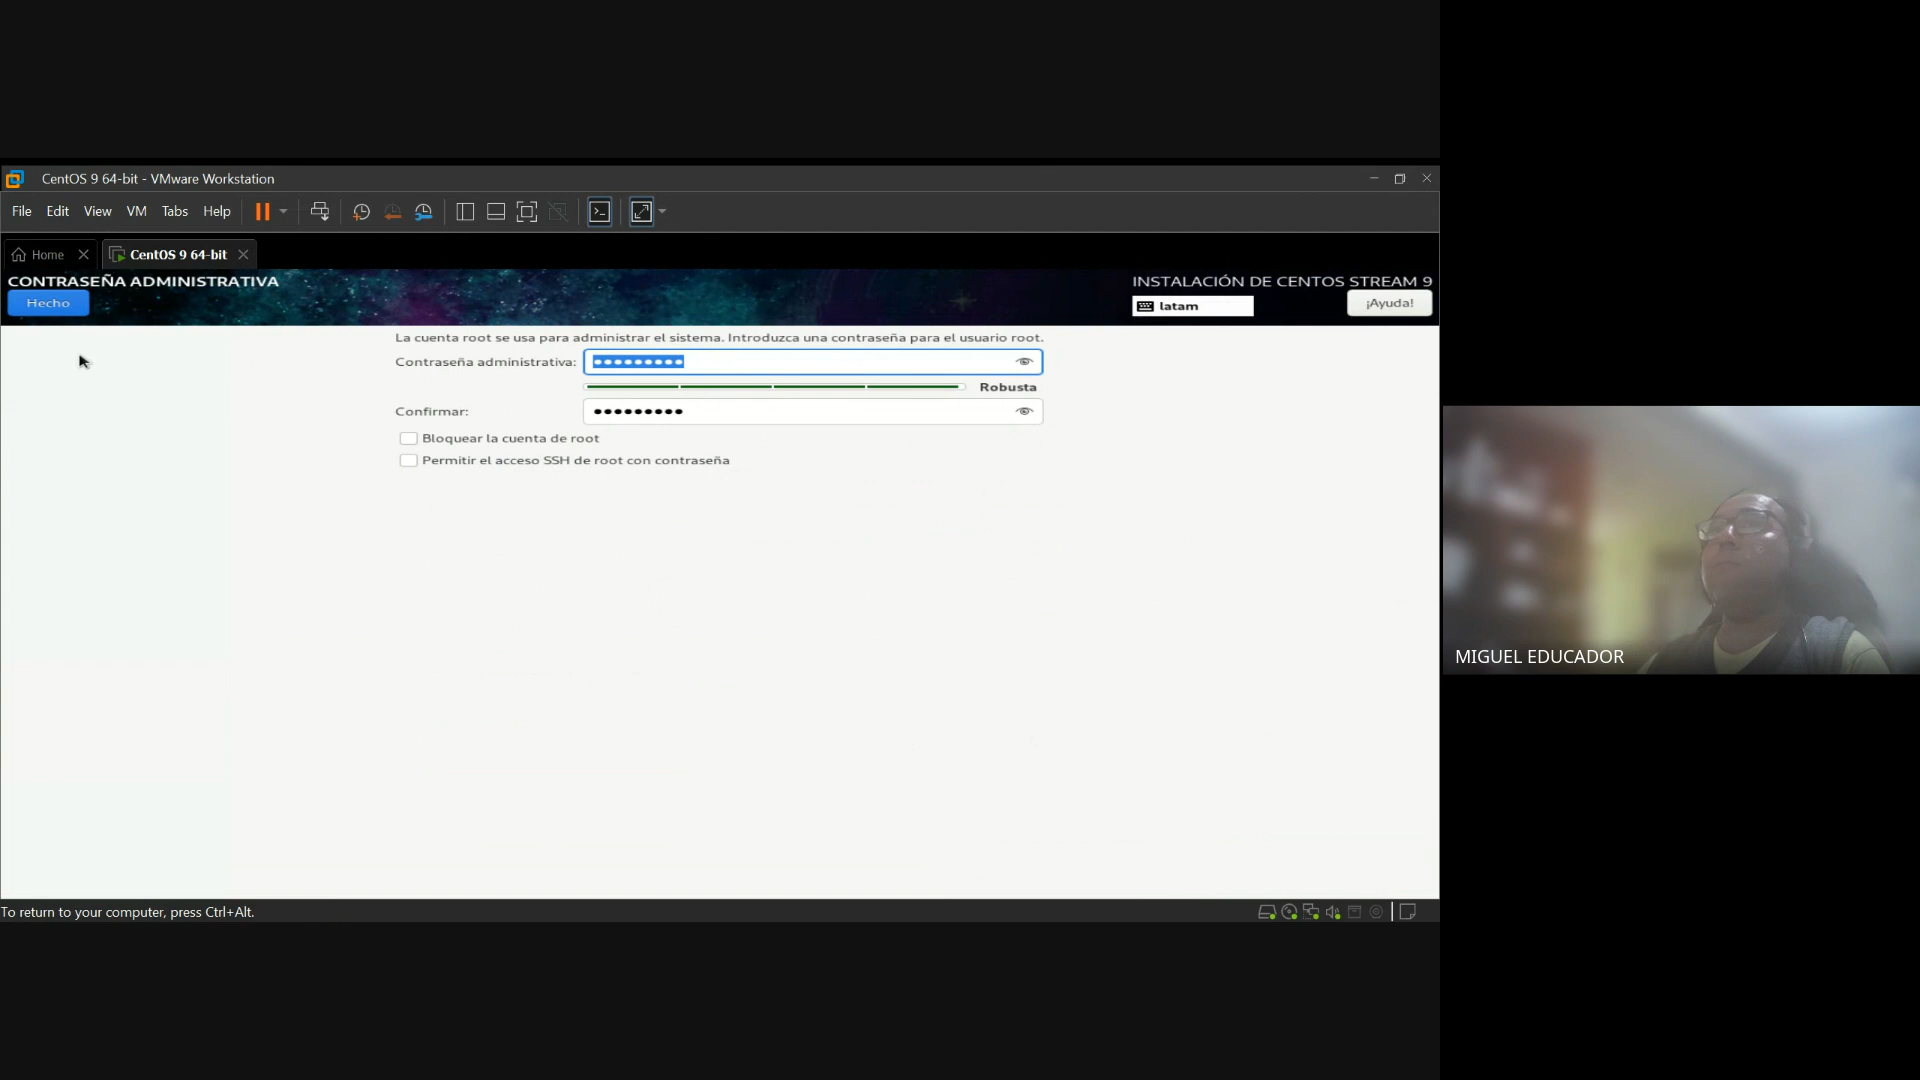 CentOS 9 64-bit - VMware Workstation
File Edit View VM Tabs Help
Home CentOS 9 64-bit
CONTRASEÑA ADMINISTRATIVA
INSTALACIÓN DE CENTOS STREAM 9
Hecho
latam
¡Ayuda!
La cuenta root se usa para administrar el sistema. Introduzca una contraseña para el usuario root.
Contraseña administrativa: ●●●●●●●●●
Robusta
Confirmar: ●●●●●●●●●
Bloquear la cuenta de root
Permitir el acceso SSH de root con contraseña
MIGUEL EDUCADOR
To return to your computer, press Ctrl+Alt.